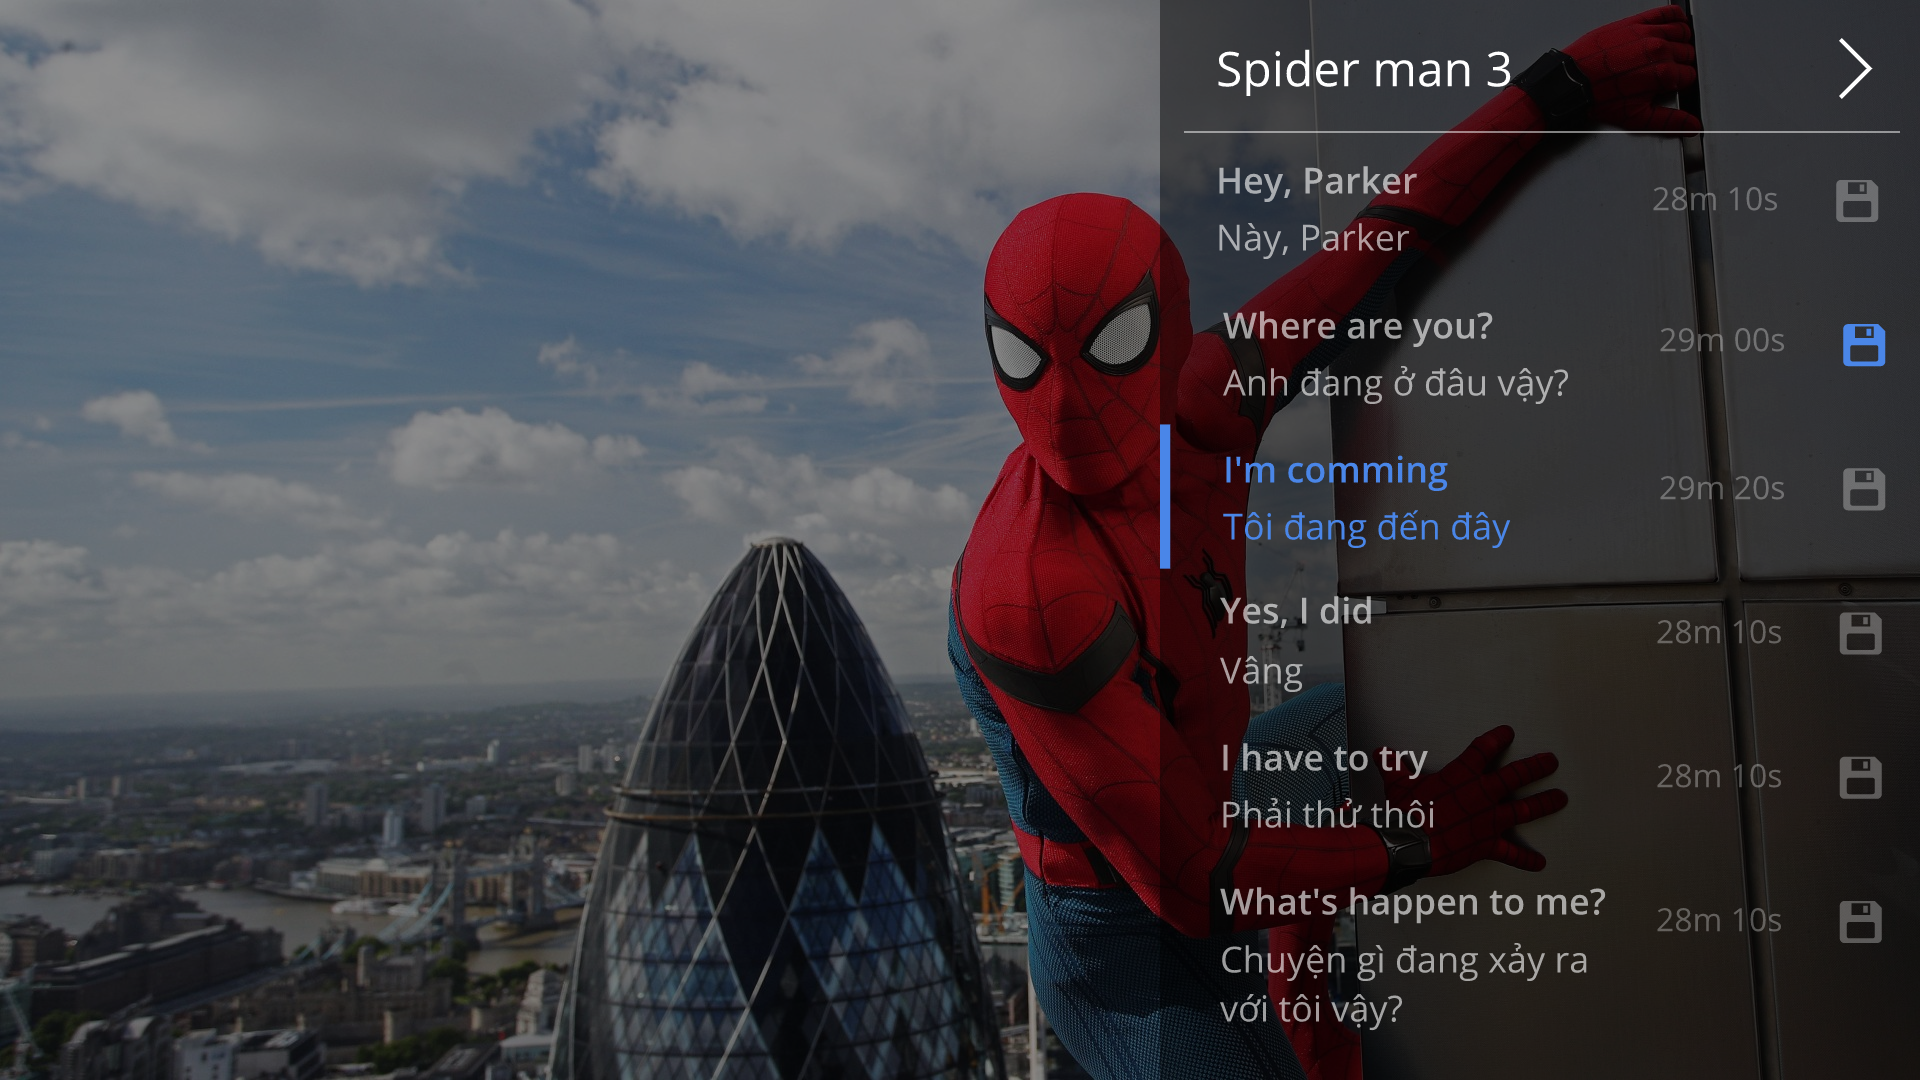 Spider man 3
Hey, Parker
28m 10s
Này, Parker
Where are you?
29m 00s
Anh đang ở đâu vậy?
I'm comming
29m 20s
Tôi đang đến đây
Yes, I did
28m 10s
Vâng
I have to try
28m 10s
Phải thử thôi
What's happen to me?
28m 10s
Chuyện gì đang xảy ra
với tôi vậy?